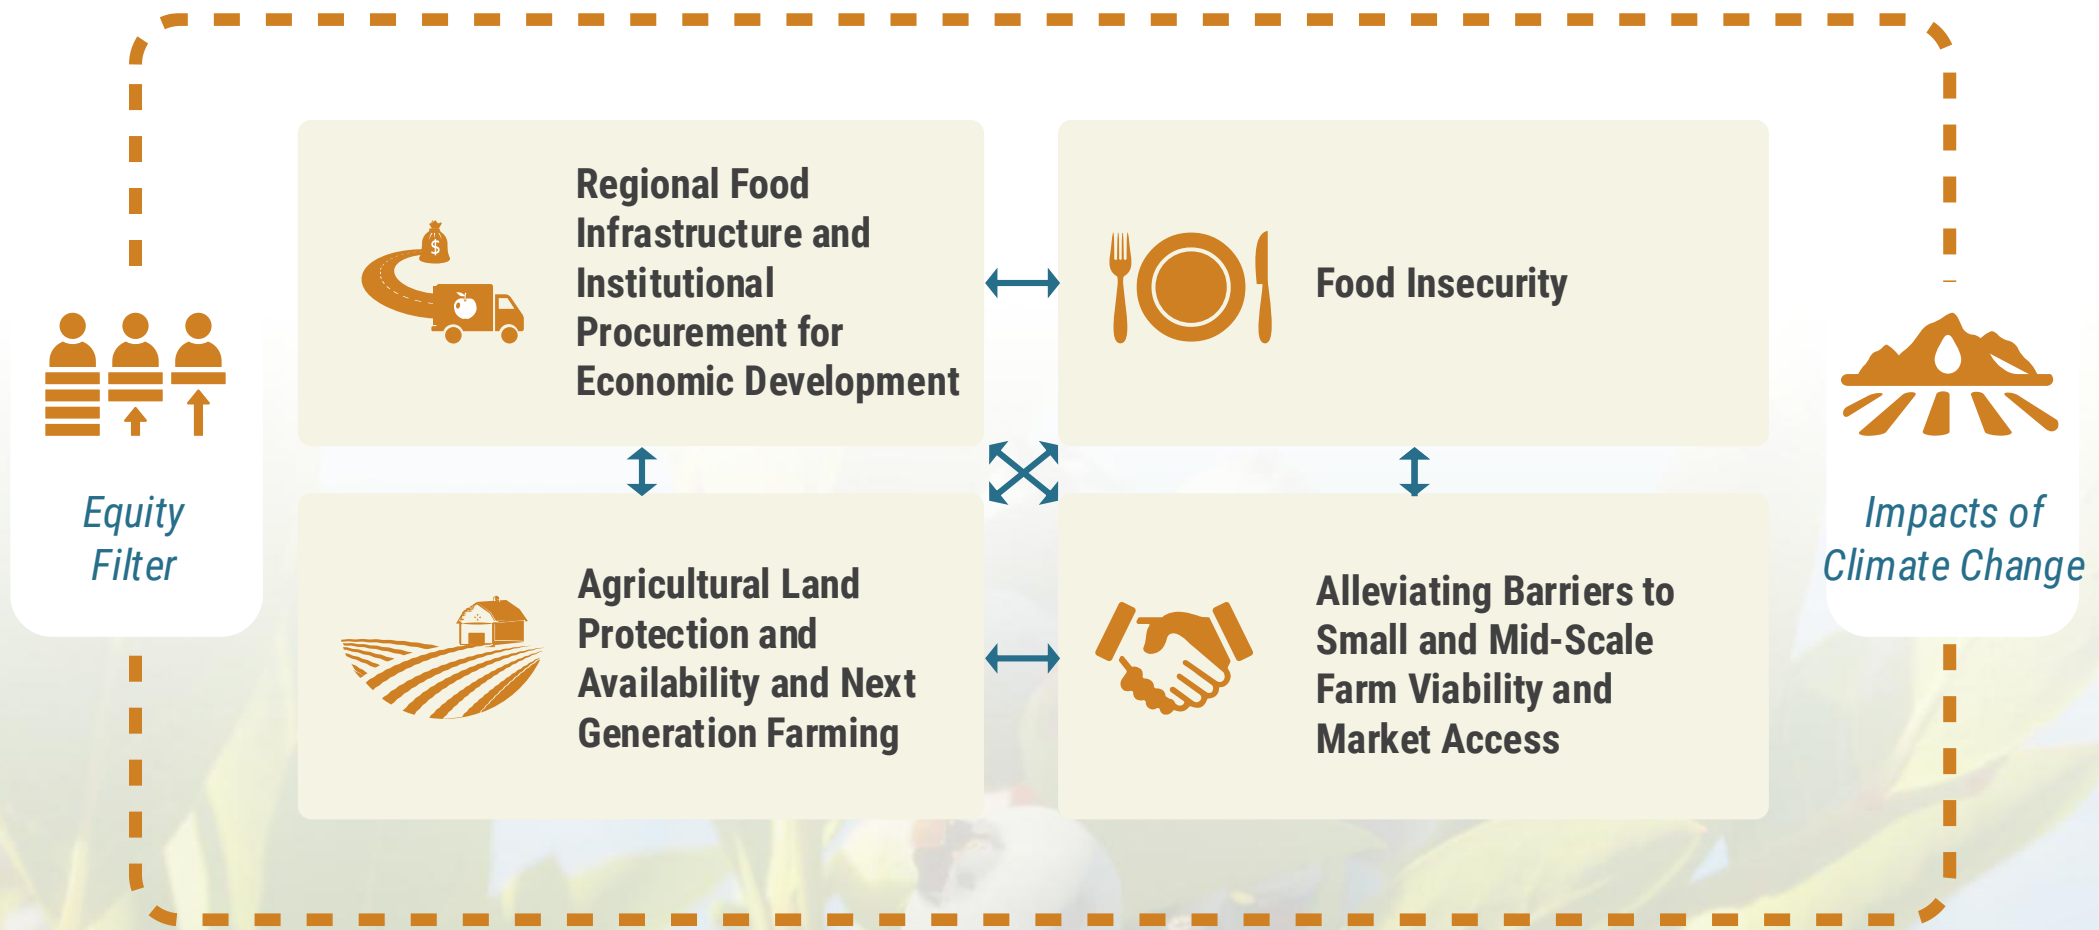 Regional Food
Infrastructure and
Institutional
Procurement for
Economic Development
$
Food Insecurity
Equity
Filter
Impacts of
Climate Change
Agricultural Land
Protection and
Availability and Next
Generation Farming
Alleviating Barriers to
Small and Mid-Scale
Farm Viability and
Market Access